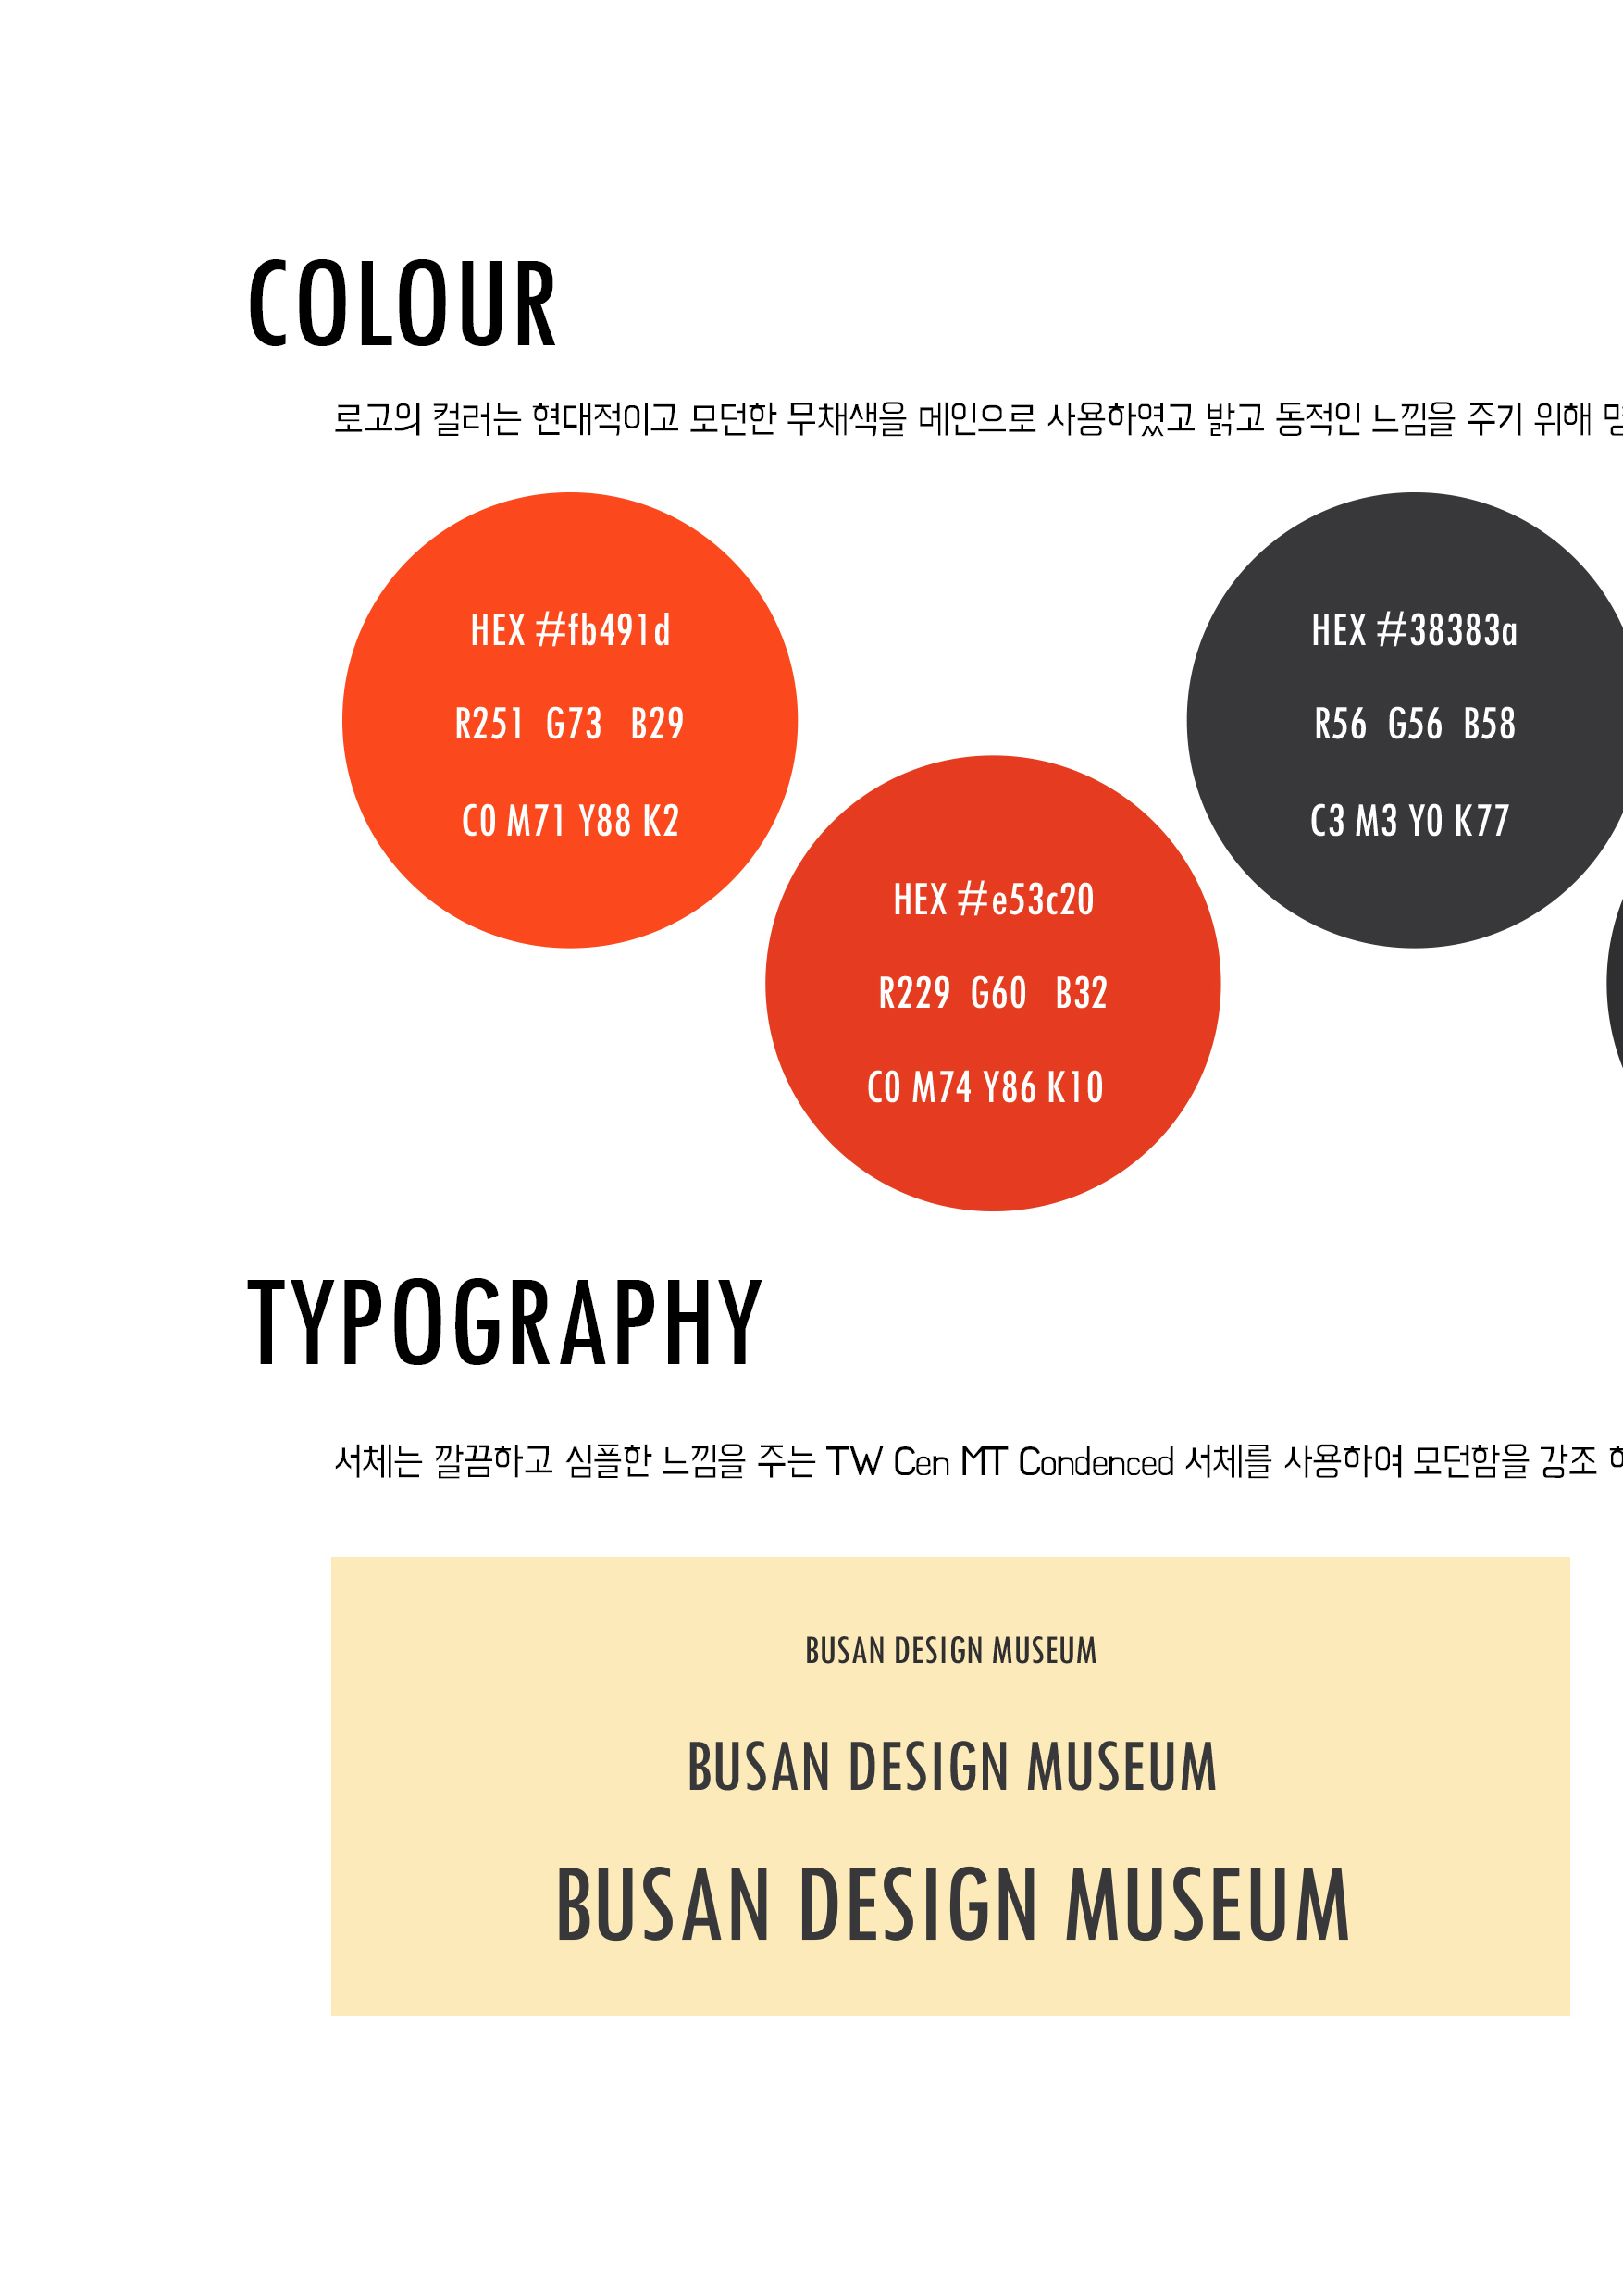 COLOUR
로고의 컬러는 현대적이고 모던한 무채색을 메인으로 사용하였고 밝고 동적인 느낌을 주기 위해
HEX #fb491d
R251 G73 B29
C0 M71 Y88 K2
HEX #38383a
R56 G56 B58
C3 M3 Y0 K77
HEX #e53c20
R229 G60 B32
C0 M74 Y86 K10
TYPOGRAPHY
서체는 깔끔하고 심플한 느낌을 주는 TW Cen MT Condenced 서체를 사용하여 모던함을 강조
BUSAN DESIGN MUSEUM
BUSAN DESIGN MUSEUM
BUSAN DESIGN MUSEUM